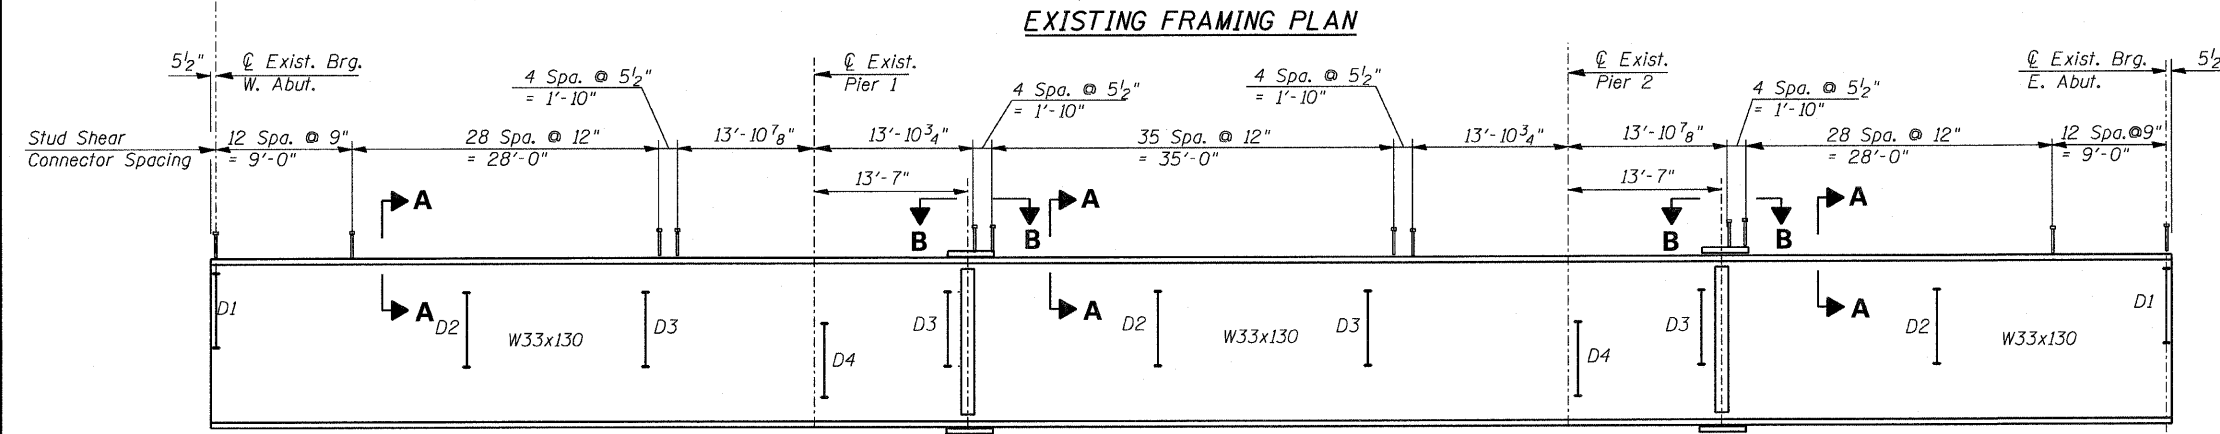 EXISTING FRAMING PLAN
5½"
℄ Exist. Brg.
W. Abut.
4 Spa. @ 5½"
= 1'-10"
℄ Exist.
Pier 1
4 Spa. @ 5½"
= 1'-10"
4 Spa. @ 5½"
= 1'-10"
℄ Exist.
Pier 2
4 Spa. @ 5½"
= 1'-10"
℄ Exist. Brg.
E. Abut.
5½
Stud Shear
Connector Spacing
12 Spa. @ 9"
= 9'-0"
28 Spa. @ 12"
= 28'-0"
13'-10⅞"
13'-10¾"
35 Spa. @ 12"
= 35'-0"
13'-10¾"
13'-10⅞"
28 Spa. @ 12"
= 28'-0"
12 Spa.@9"
= 9'-0"
13'-7"
13'-7"
A
B
B
A
B
B
A
D1
A
D2
W33x130
D3
D4
D3
A
D2
W33x130
D3
D4
D3
A
D2
W33x130
D1